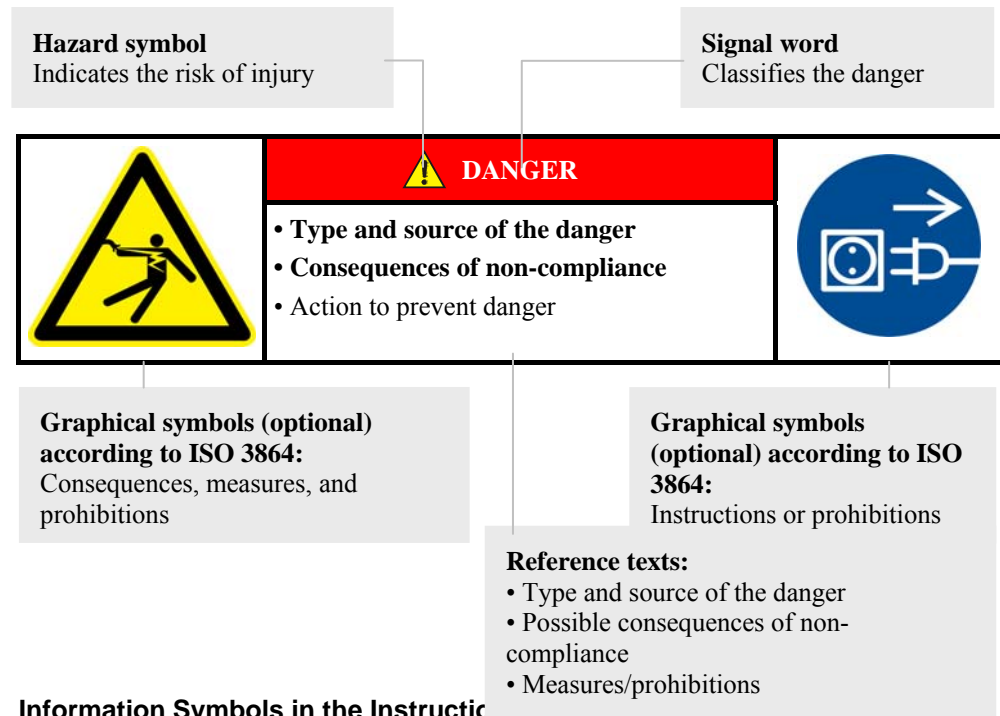 Hazard symbol
Indicates the risk of injury
Signal word
Classifies the danger
DANGER
• Type and source of the danger
• Consequences of non-compliance
• Action to prevent danger
Graphical symbols (optional)
according to ISO 3864:
Consequences, measures, and
prohibitions
Graphical symbols
(optional) according to ISO
3864:
Instructions or prohibitions
Reference texts:
• Type and source of the danger
• Possible consequences of non-
compliance
• Measures/prohibitions
Information Symbols in the